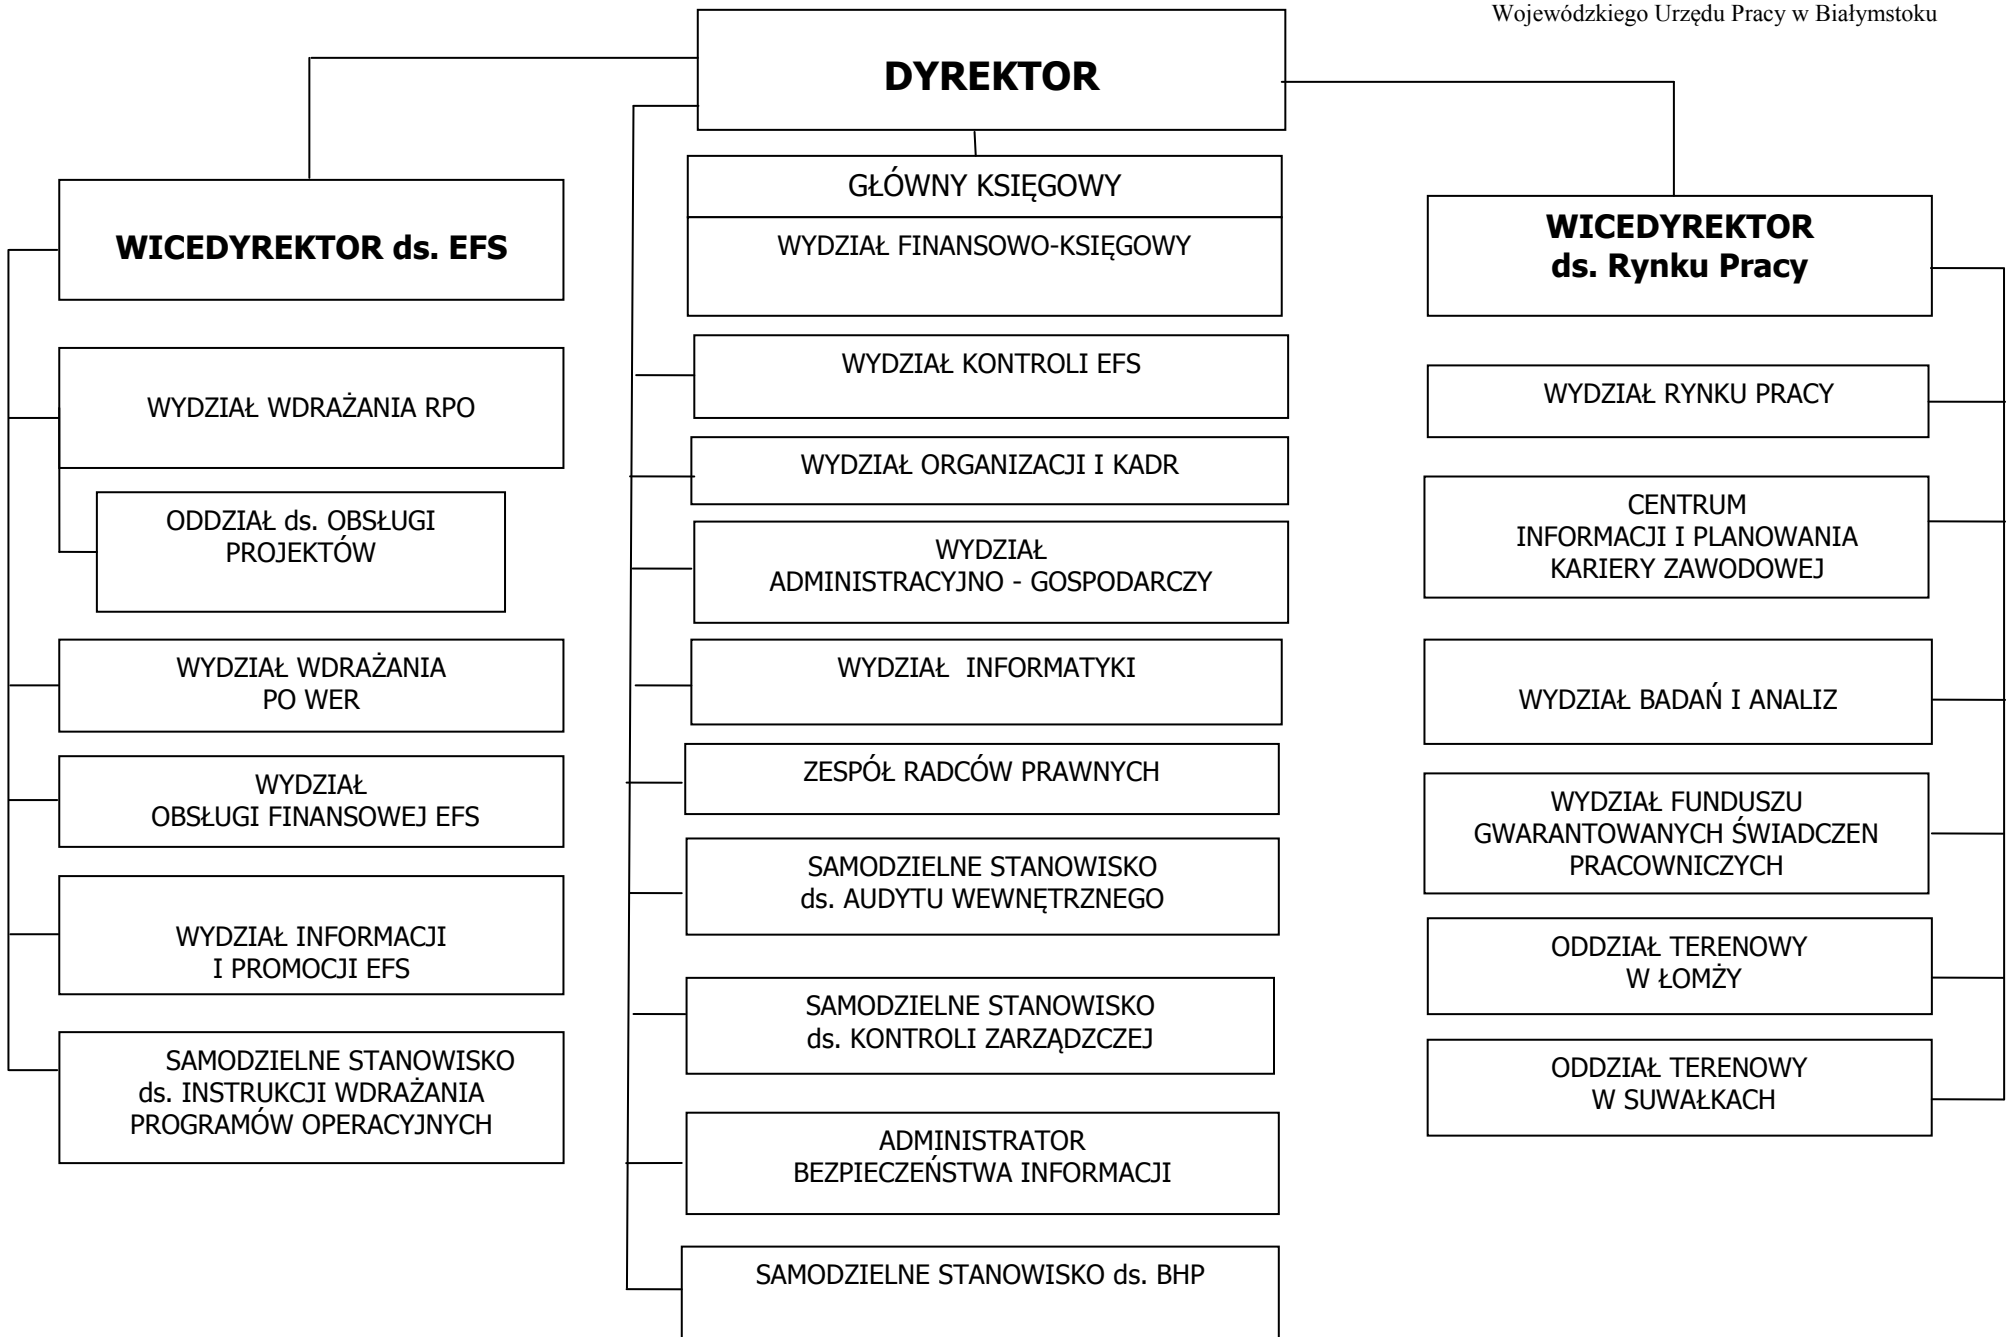 Wojewódzkiego Urzędu Pracy w Białymstoku
DYREKTOR
WICEDYREKTOR ds. EFS
WYDZIAŁ WDRAŻANIA RPO
ODDZIAŁ ds. OBSŁUGI
PROJEKTÓW
WYDZIAŁ WDRAŻANIA
PO WER
WYDZIAŁ
OBSŁUGI FINANSOWEJ EFS
WYDZIAŁ INFORMACJI
I PROMOCJI EFS
SAMODZIELNE STANOWISKO
ds. INSTRUKCJI WDRAŻANIA
PROGRAMÓW OPERACYJNYCH
GŁÓWNY KSIĘGOWY
WYDZIAŁ FINANSOWO-KSIĘGOWY
WYDZIAŁ KONTROLI EFS
WYDZIAŁ ORGANIZACJI I KADR
WYDZIAŁ
ADMINISTRACYJNO - GOSPODARCZY
WYDZIAŁ INFORMATYKI
ZESPÓŁ RADCÓW PRAWNYCH
SAMODZIELNE STANOWISKO
ds. AUDYTU WEWNĘTRZNEGO
SAMODZIELNE STANOWISKO
ds. KONTROLI ZARZĄDZCZEJ
ADMINISTRATOR
BEZPIECZEŃSTWA INFORMACJI
SAMODZIELNE STANOWISKO ds. BHP
WICEDYREKTOR
ds. Rynku Pracy
WYDZIAŁ RYNKU PRACY
CENTRUM
INFORMACJI I PLANOWANIA
KARIERY ZAWODOWEJ
WYDZIAŁ BADAŃ I ANALIZ
WYDZIAŁ FUNDUSZU
GWARANTOWANYCH ŚWIADCZEN
PRACOWNICZYCH
ODDZIAŁ TERENOWY
W ŁOMŻY
ODDZIAŁ TERENOWY
W SUWAŁKACH